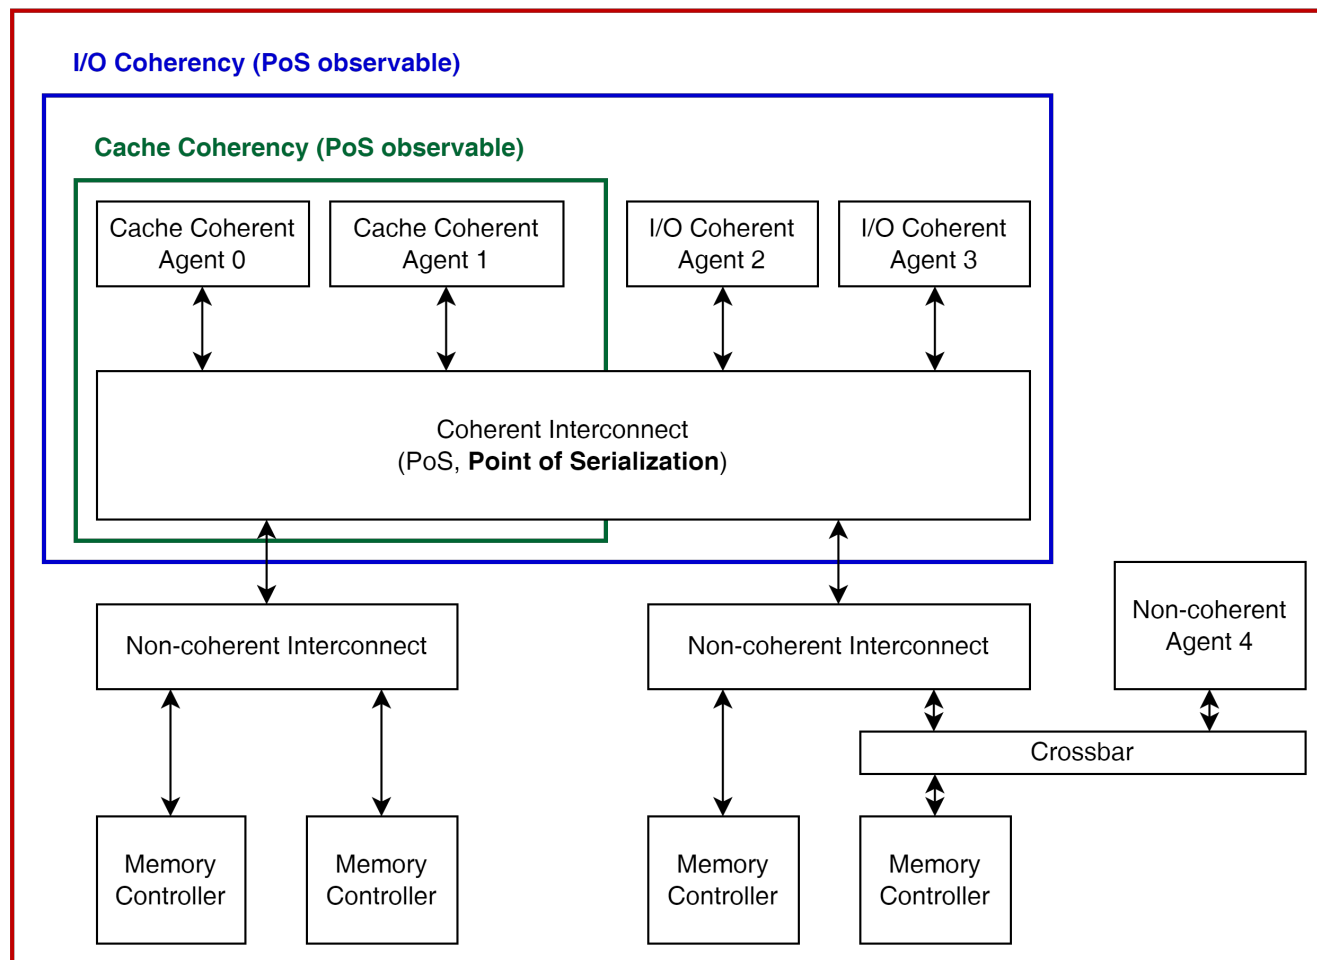 I/O Coherency (PoS observable)
Cache Coherency (PoS observable)
Cache Coherent
Agent 0
Cache Coherent
Agent 1
I/O Coherent
Agent 2
I/O Coherent
Agent 3
Coherent Interconnect
(PoS, Point of Serialization)
Non-coherent Interconnect
Non-coherent Interconnect
Non-coherent
Agent 4
Crossbar
Memory
Controller
Memory
Controller
Memory
Controller
Memory
Controller